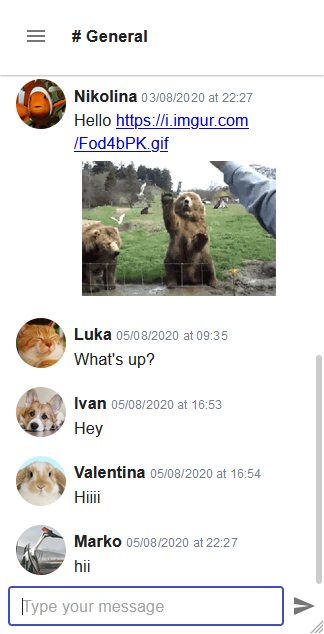 # General
Nikolina 03/08/2020 at 22:27
Hello https://i.imgur.com
/Fod4bPK.gif
Luka 05/08/2020 at 09:35
What's up?
Ivan 05/08/2020 at 16:53
Hey
Valentina 05/08/2020 at 16:54
Hiiii
Marko 05/08/2020 at 22:27
hii
Type your message